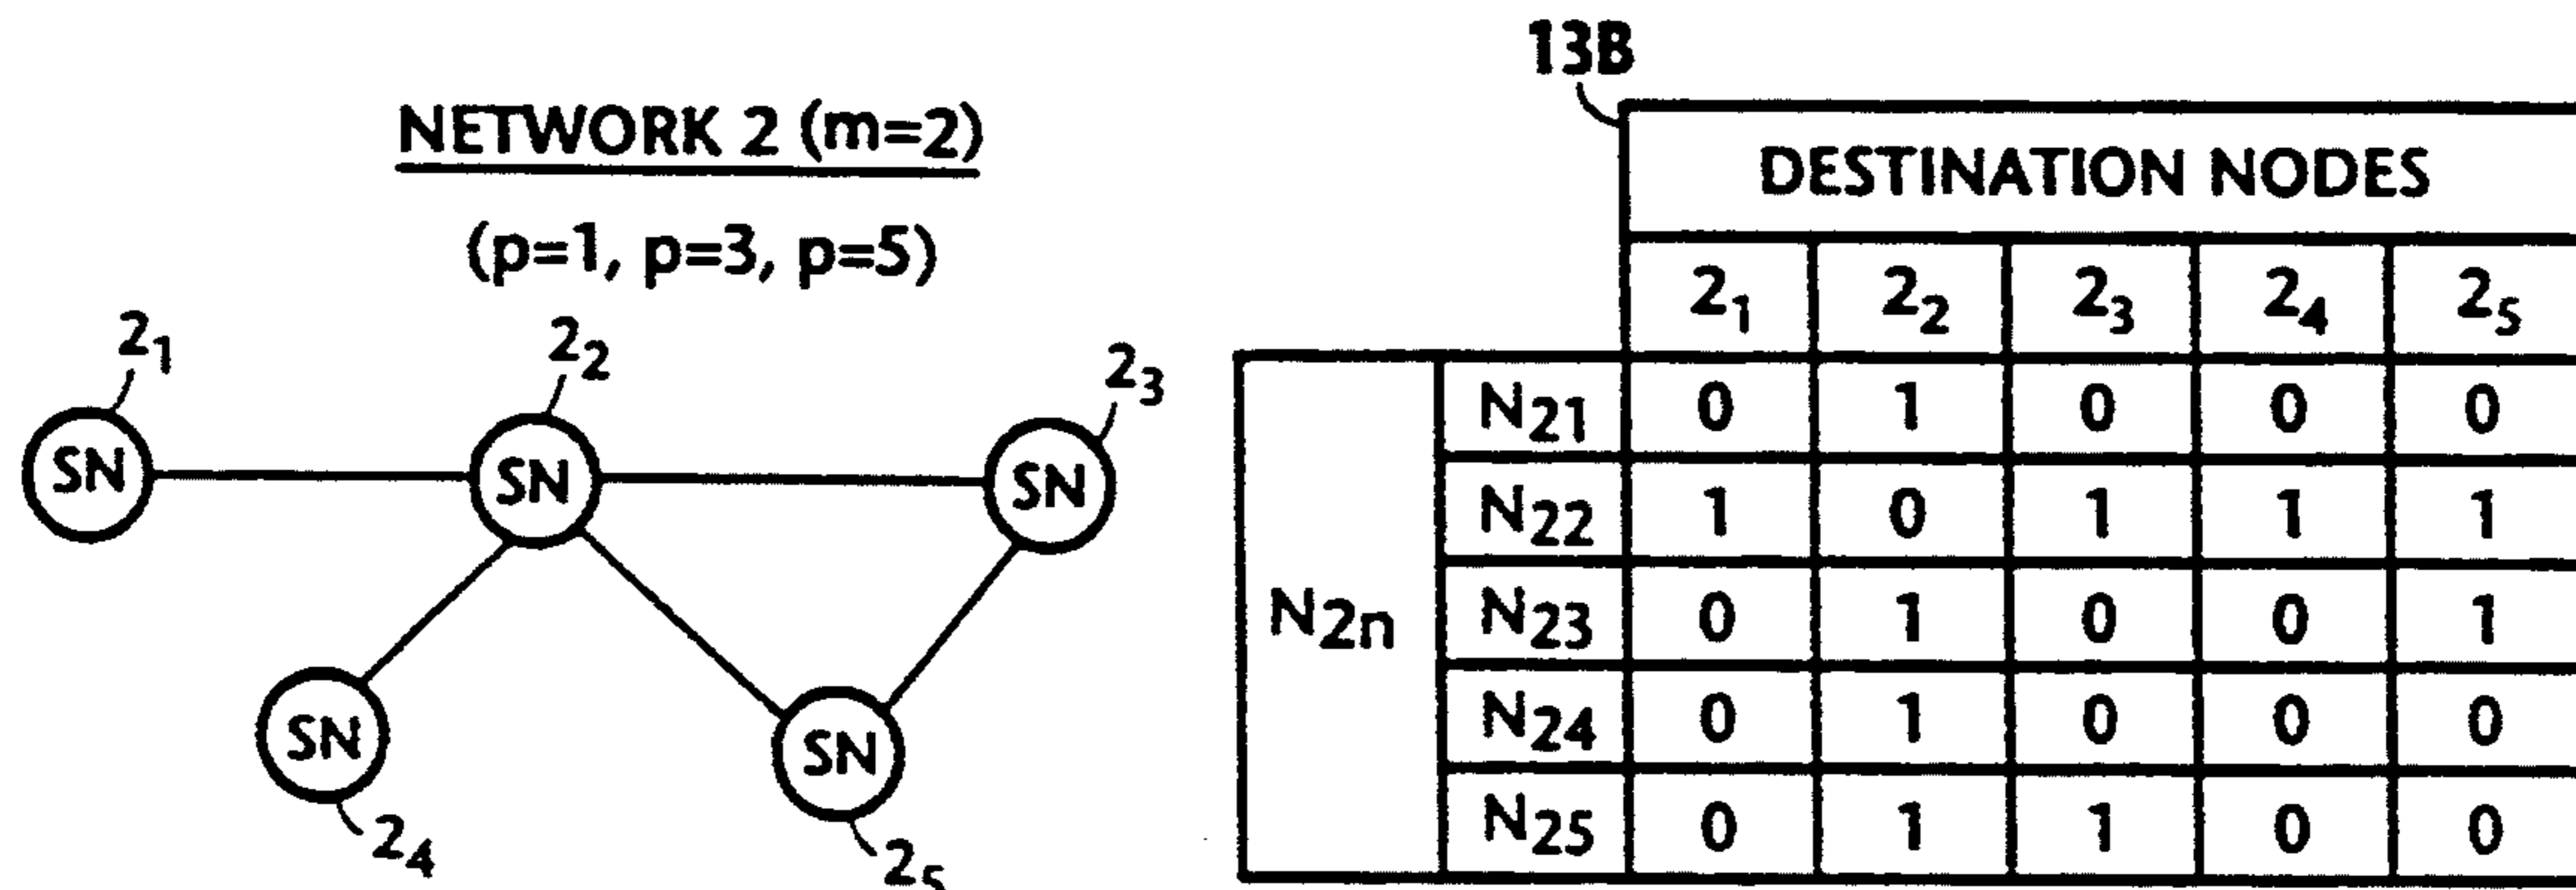 NETWORK 2 (m=2)
(p=1, p=3, p=5)
2₁
2₂
2₃
SN
SN
SN
SN
SN
2₄
2₅
13B
DESTINATION NODES
2₁ 2₂ 2₃ 2₄ 2₅
N₂ₙ
N₂₁ 0 1 0 0 0
N₂₂ 1 0 1 1 1
N₂₃ 0 1 0 0 1
N₂₄ 0 1 0 0 0
N₂₅ 0 1 1 0 0